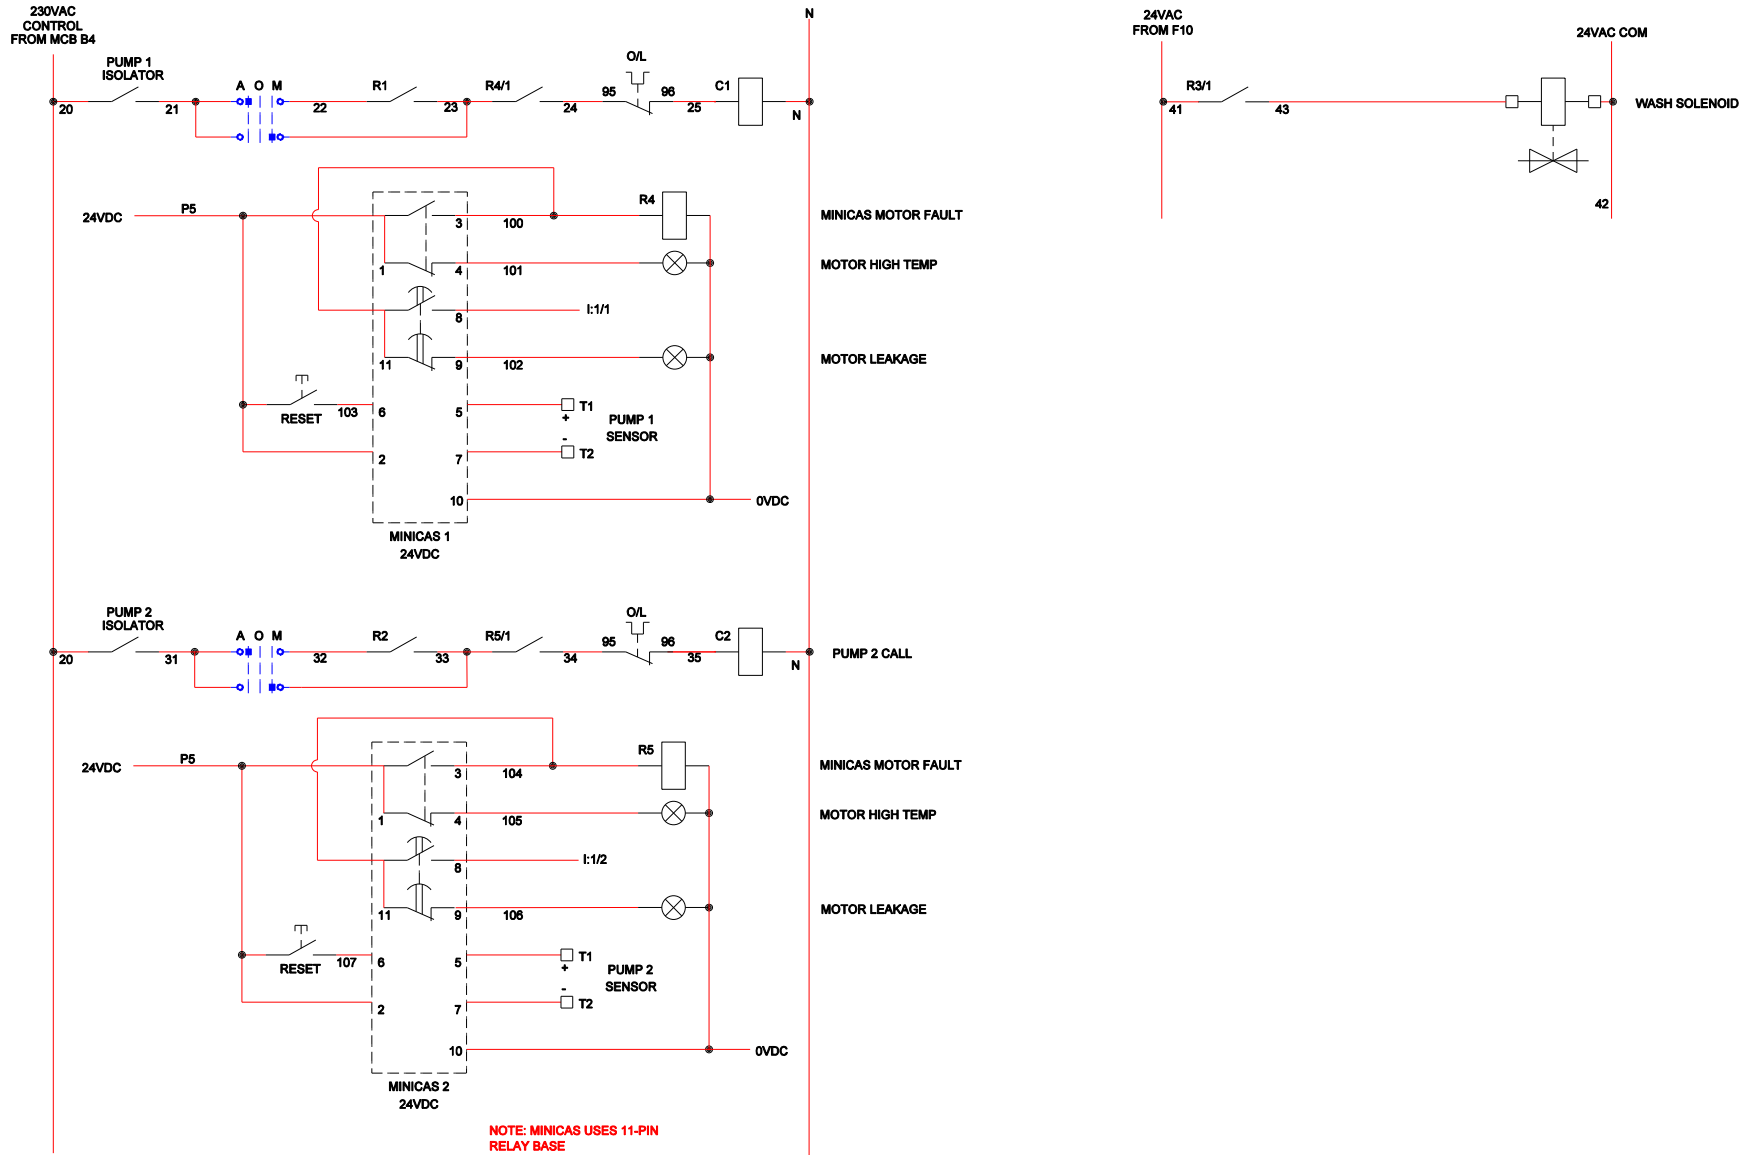 230VAC
CONTROL
FROM MCB B4
N
24VAC
FROM F10
24VAC COM
PUMP 1
ISOLATOR
A O M
R1
R4/1
O/L
95
96
C1
20
21
22
23
24
25
N
R3/1
41
43
WASH SOLENOID
42
24VDC
P5
3
100
R4
MINICAS MOTOR FAULT
1
4
101
MOTOR HIGH TEMP
8
I:1/1
11
9
102
MOTOR LEAKAGE
RESET
103
6
5
T1
+
PUMP 1
SENSOR
-
T2
2
7
10
0VDC
MINICAS 1
24VDC
PUMP 2
ISOLATOR
A O M
R2
R5/1
O/L
95
96
C2
20
31
32
33
34
35
N
PUMP 2 CALL
24VDC
P5
3
104
R5
MINICAS MOTOR FAULT
1
4
105
MOTOR HIGH TEMP
8
I:1/2
11
9
106
MOTOR LEAKAGE
RESET
107
6
5
T1
+
PUMP 2
SENSOR
-
T2
2
7
10
0VDC
MINICAS 2
24VDC
NOTE: MINICAS USES 11-PIN
RELAY BASE